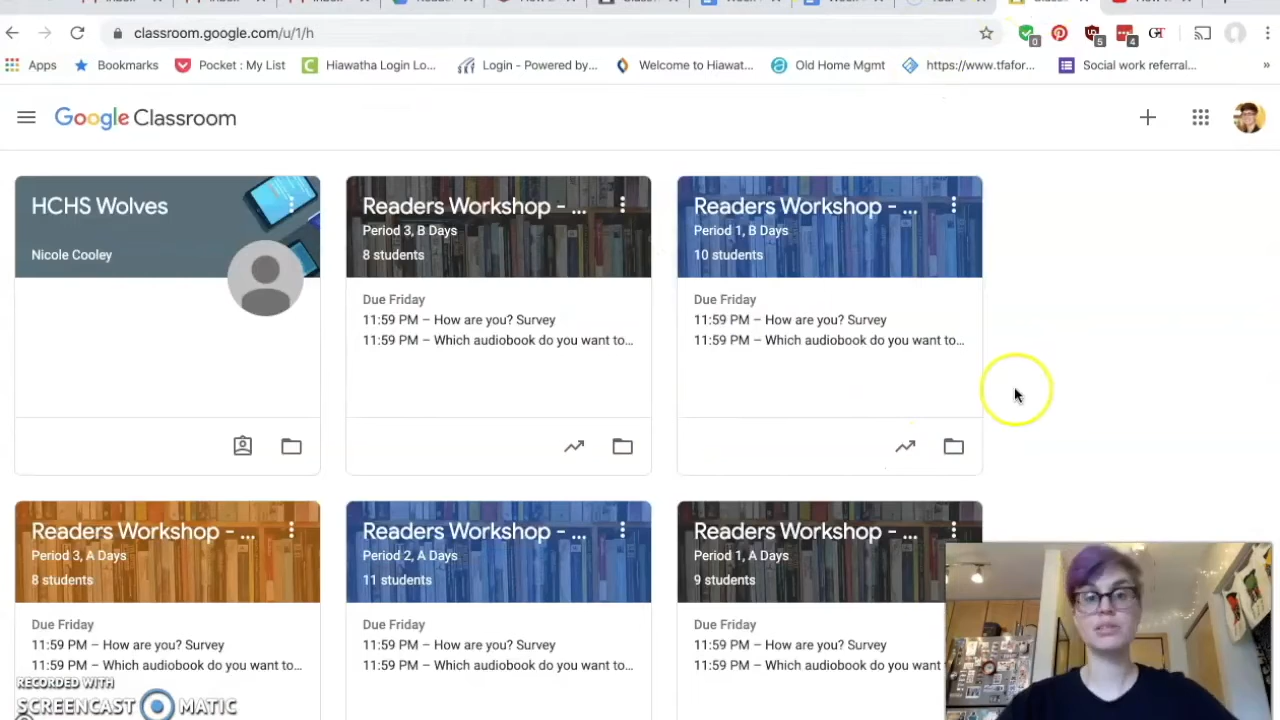 classroom.google.com/u/1/h
0
5
4
GT
Apps
Bookmarks
Pocket : My List
Hiawatha Login Lo...
Login - Powered by...
Welcome to Hiawat...
Old Home Mgmt
https://www.tfafor...
Social work referral...
»
Google Classroom
HCHS Wolves
Nicole Cooley
Readers Workshop - ...
Period 3, B Days
8 students
Due Friday
11:59 PM – How are you? Survey
11:59 PM – Which audiobook do you want to...
Readers Workshop - ...
Period 1, B Days
10 students
Due Friday
11:59 PM – How are you? Survey
11:59 PM – Which audiobook do you want to...
Readers Workshop - ...
Period 3, A Days
8 students
Due Friday
11:59 PM – How are you? Survey
11:59 PM – Which audiobook do you want to...
Readers Workshop - ...
Period 2, A Days
11 students
Due Friday
11:59 PM – How are you? Survey
11:59 PM – Which audiobook do you want to...
Readers Workshop - ...
Period 1, A Days
9 students
Due Friday
11:59 PM – How are you? Survey
11:59 PM – Which audiobook do you want
RECORDED WITH
SCREENCAST MATIC